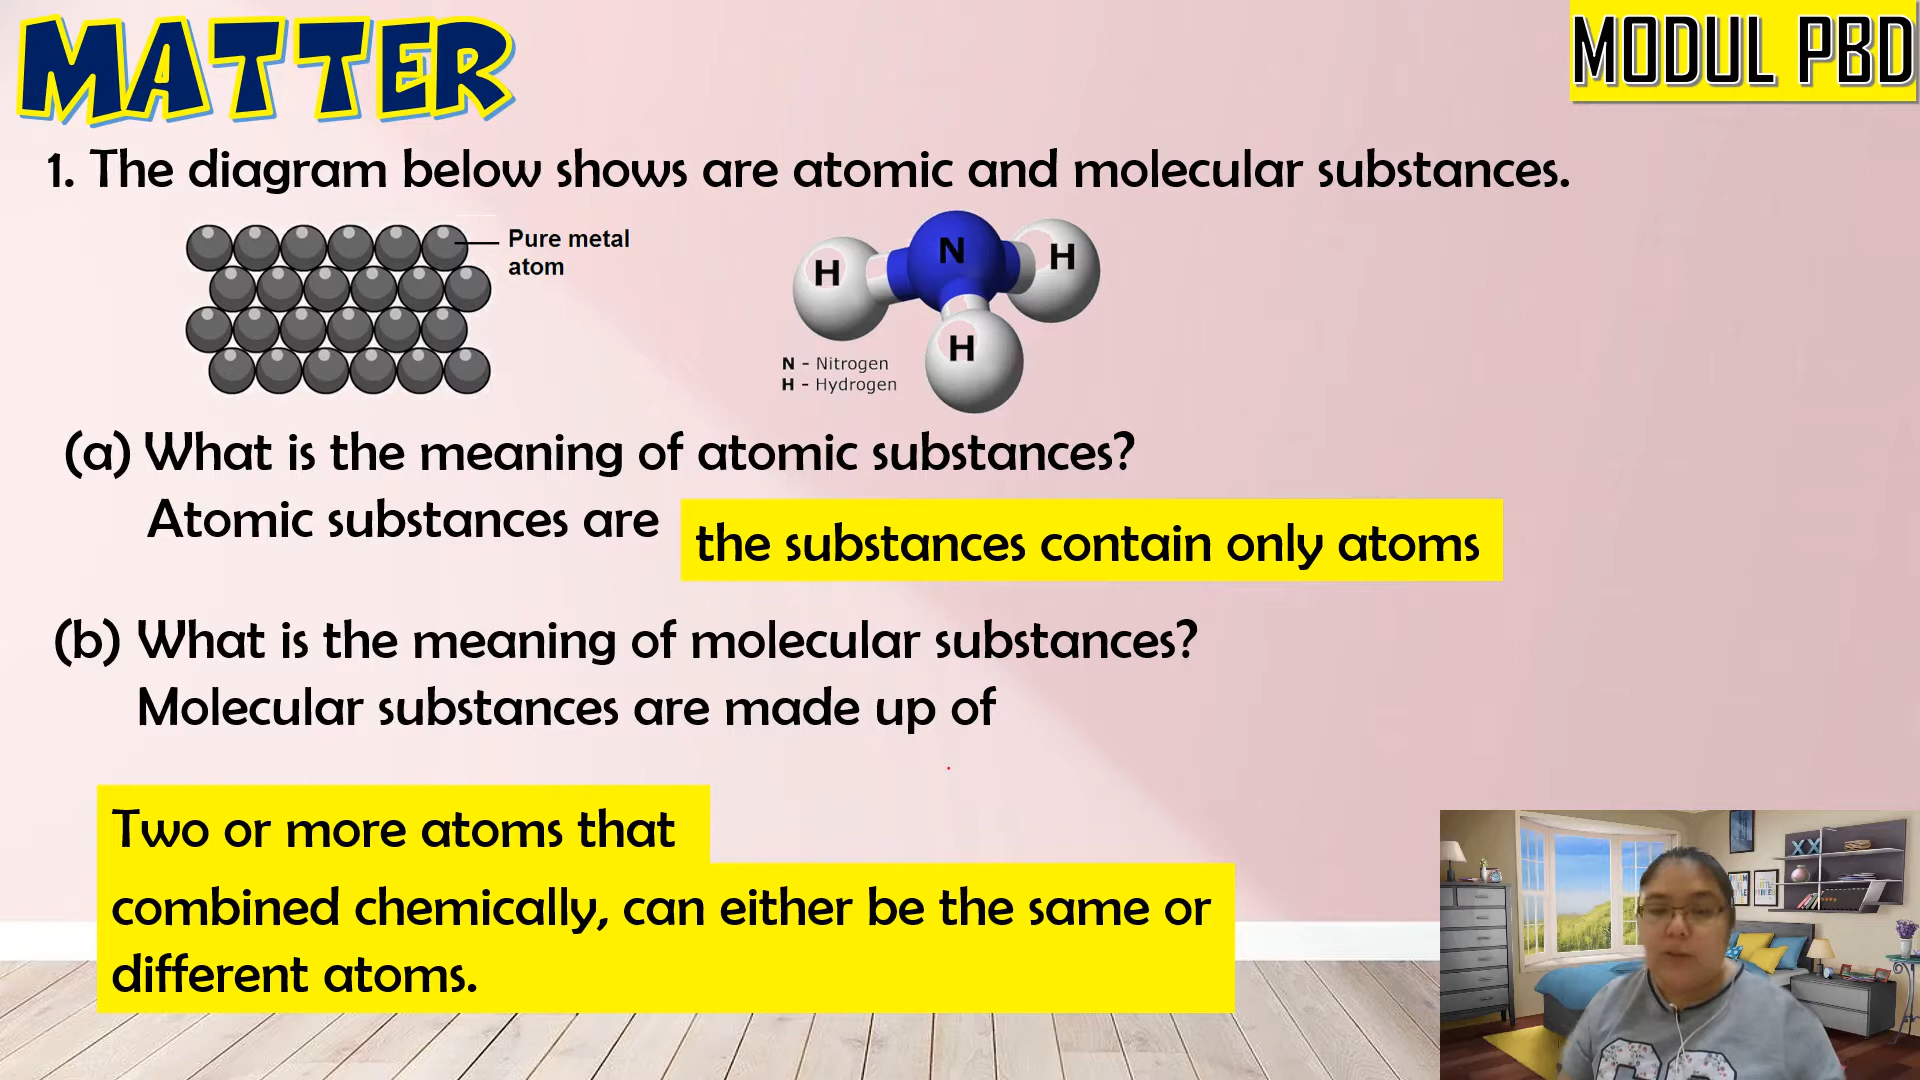 MATTER
MODUL PBD
1. The diagram below shows are atomic and molecular substances.
Pure metal
atom
H
N
H
H
N - Nitrogen
H - Hydrogen
(a) What is the meaning of atomic substances?
Atomic substances are
the substances contain only atoms
(b) What is the meaning of molecular substances?
Molecular substances are made up of
Two or more atoms that
combined chemically, can either be the same or
different atoms.